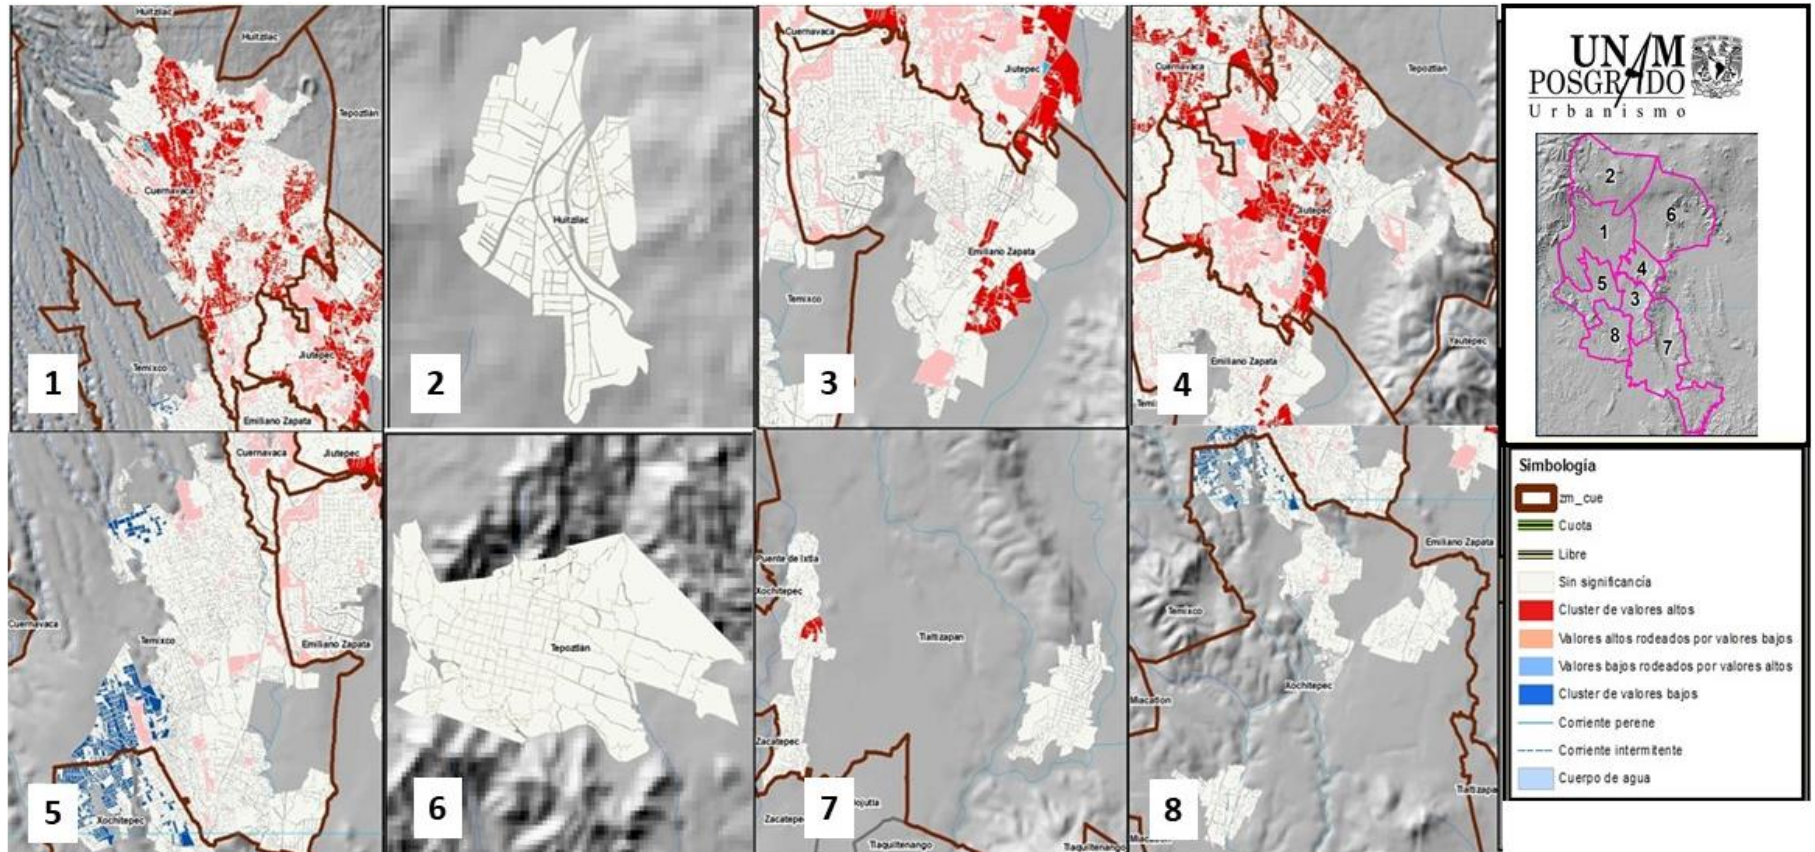 Huitzilac
Huitzilac
Tepoztlán
Cuernavaca
Temixco
Jiutepec
Emiliano Zapata
1
Huitzilac
2
Cuernavaca
Jiutepec
Emiliano Zapata
Temixco
3
Cuernavaca
Tepoztlán
Jiutepec
Yautepec
Emiliano Zapata
4
UNAM
POSGRADO
Urbanismo
2
6
1
4
5
3
8
7
Cuernavaca
Jiutepec
Cuernavaca
Temixco
Emiliano Zapata
Xochitepec
5
Tepoztlán
6
Puente de Ixtla
Xochitepec
Tlaltizapan
Zacatepec
Zacatepec
ojutla
Tlaquiltenango
Tlaquiltenango
7
Emiliano Zapata
Temixco
Xochitepec
Miacatlán
Tlaltizapa
8
Simbología
zm_cue
Cuota
Libre
Sin significancía
Cluster de valores altos
Valores altos rodeados por valores bajos
Valores bajos rodeados por valores altos
Cluster de valores bajos
Corriente perene
Corriente intermitente
Cuerpo de agua